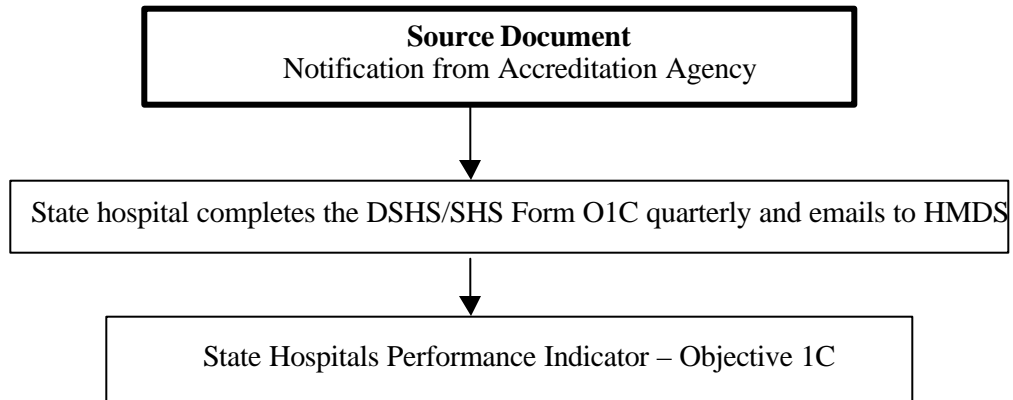 Source Document
Notification from Accreditation Agency
State hospital completes the DSHS/SHS Form O1C quarterly and emails to HMDS
State Hospitals Performance Indicator – Objective 1C